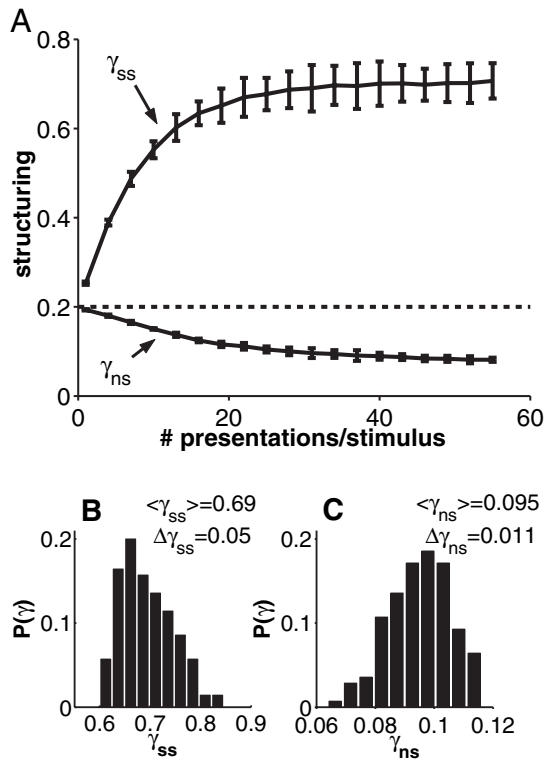 A
0.8
γss
0.6
structuring
0.4
0.2
γns
0
0 20 40 60
# presentations/stimulus
B
<γss>=0.69
Δγss=0.05
0.2
P(γ)
0.1
0
0.6 0.7 0.8 0.9
γss
C
<γns>=0.095
Δγns=0.011
0.2
P(γ)
0.1
0
0.06 0.08 0.1 0.12
γns